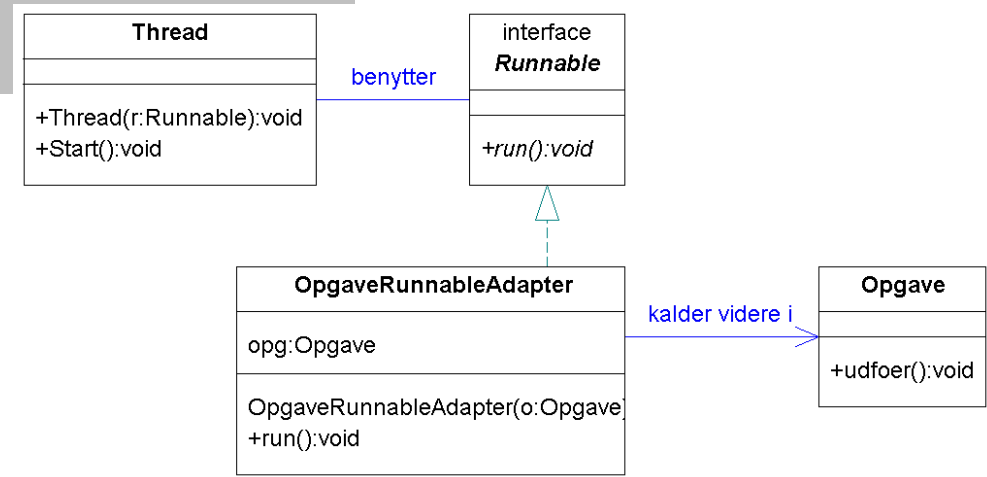 Thread
+Thread(r:Runnable):void
+Start():void
benytter
interface
Runnable
+run():void
OpgaveRunnableAdapter
opg:Opgave
OpgaveRunnableAdapter(o:Opgave)
+run():void
kalder videre i
Opgave
+udfoer():void